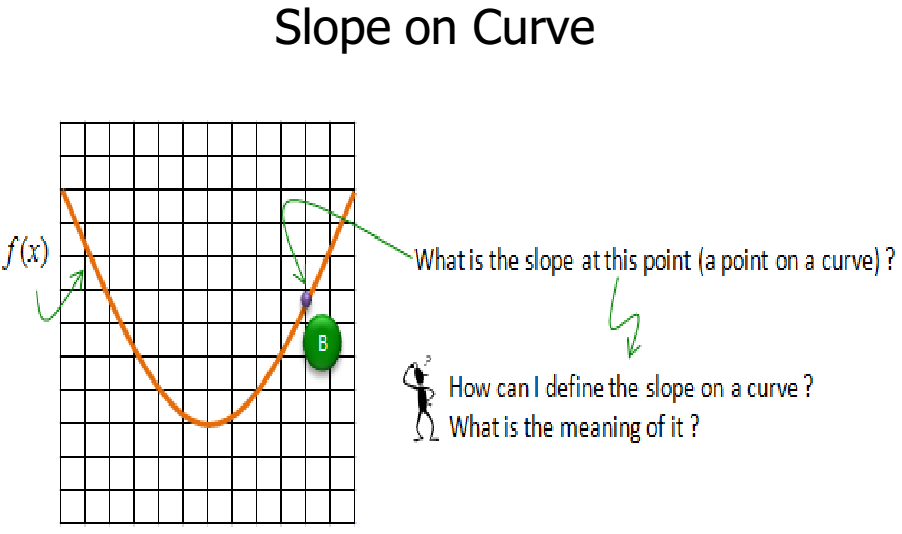 Slope on Curve
f(x)
What is the slope at this point (a point on a curve) ?
B
?
How can I define the slope on a curve ?
What is the meaning of it ?